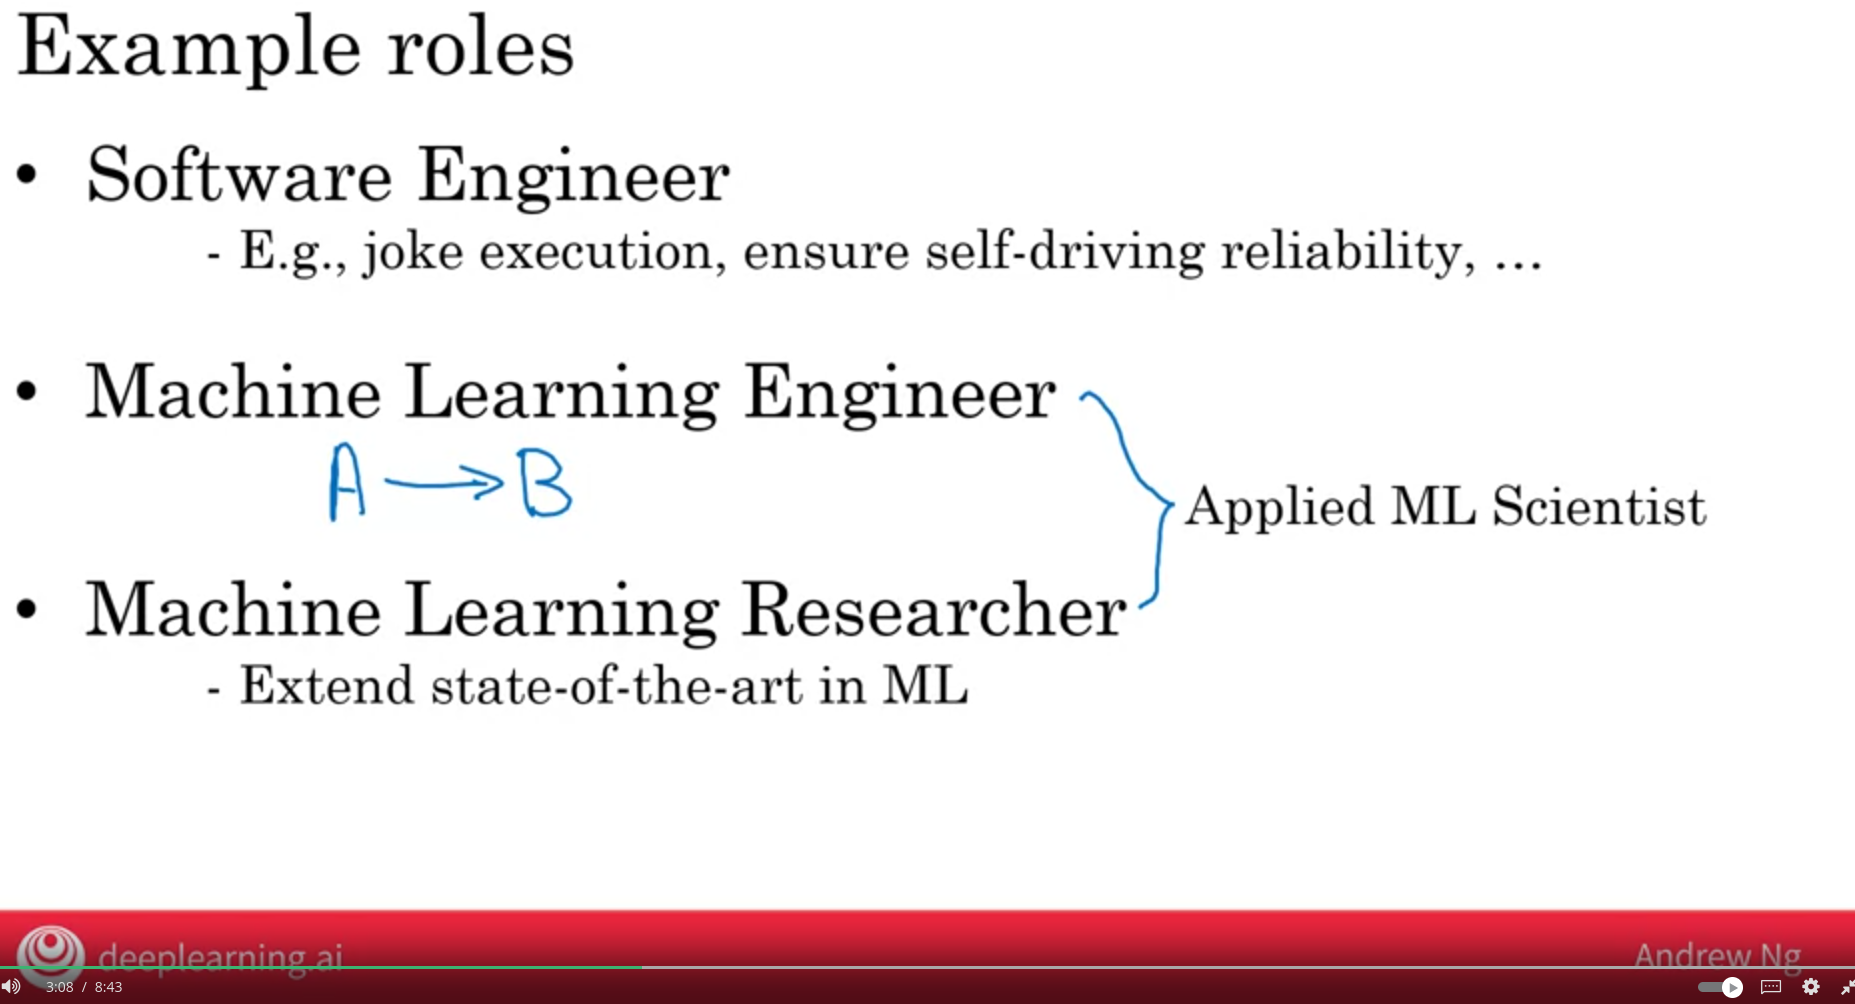 Example roles
• Software Engineer
- E.g., joke execution, ensure self-driving reliability, …
• Machine Learning Engineer
A → B
Applied ML Scientist
• Machine Learning Researcher
- Extend state-of-the-art in ML
deeplearning.ai
Andrew Ng
3:08 / 8:43